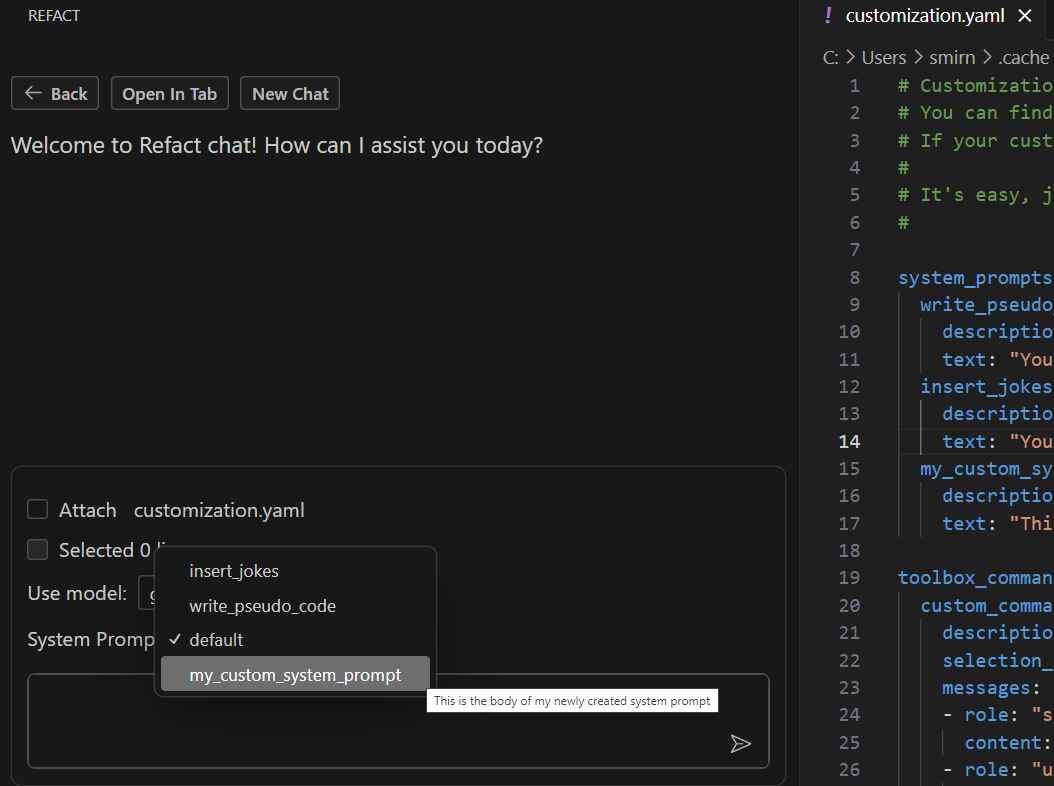 REFACT
Back
Open In Tab
New Chat
Welcome to Refact chat! How can I assist you today?
Attach customization.yaml
Selected 0
insert_jokes
Use model:
write_pseudo_code
System Promp
default
my_custom_system_prompt
This is the body of my newly created system prompt
! customization.yaml
C: > Users > smirn > .cache
1 # Customizatio
2 # You can find
3 # If your cust
4 #
5 # It's easy, j
6 #
7
8 system_prompts
9 write_pseudo_
10 descriptio
11 text: "You
12 insert_jokes
13 descriptio
14 text: "You
15 my_custom_sy
16 descriptio
17 text: "Thi
18
19 toolbox_comman
20 custom_comma
21 descriptio
22 selection_
23 messages:
24 - role: "s
25 content:
26 - role: "u